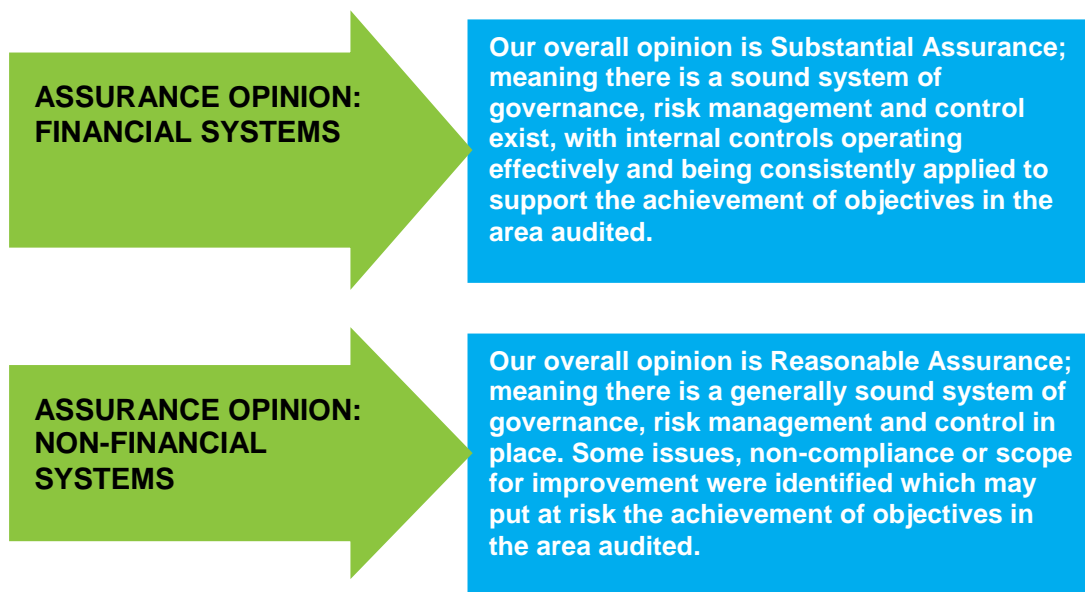 ASSURANCE OPINION:
FINANCIAL SYSTEMS
Our overall opinion is Substantial Assurance;
meaning there is a sound system of
governance, risk management and control
exist, with internal controls operating
effectively and being consistently applied to
support the achievement of objectives in the
area audited.
ASSURANCE OPINION:
NON-FINANCIAL
SYSTEMS
Our overall opinion is Reasonable Assurance;
meaning there is a generally sound system of
governance, risk management and control in
place. Some issues, non-compliance or scope
for improvement were identified which may
put at risk the achievement of objectives in
the area audited.